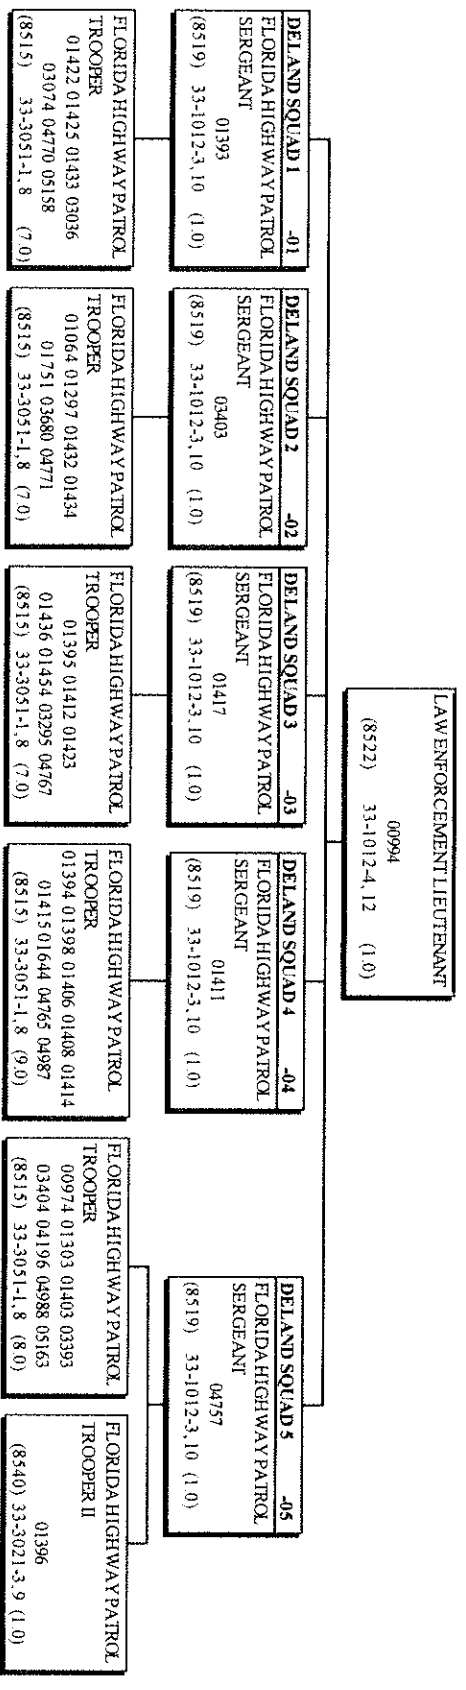 LAW ENFORCEMENT LIEUTENANT
00994
(8522) 33-1012-4, 12 (1.0)
DELAND SQUAD 1 -01
FLORIDA HIGHWAY PATROL
SERGEANT
01393
(8519) 33-1012-3, 10 (1.0)
DELAND SQUAD 2 -02
FLORIDA HIGHWAY PATROL
SERGEANT
03403
(8519) 33-1012-3, 10 (1.0)
DELAND SQUAD 3 -03
FLORIDA HIGHWAY PATROL
SERGEANT
01417
(8519) 33-1012-3, 10 (1.0)
DELAND SQUAD 4 -04
FLORIDA HIGHWAY PATROL
SERGEANT
01411
(8519) 33-1012-3, 10 (1.0)
DELAND SQUAD 5 -05
FLORIDA HIGHWAY PATROL
SERGEANT
04757
(8519) 33-1012-3, 10 (1.0)
FLORIDA HIGHWAY PATROL
TROOPER
01422 01425 01433 03036
03074 04770 05158
(8515) 33-3051-1, 8 (7.0)
FLORIDA HIGHWAY PATROL
TROOPER
01064 01297 01432 01434
01751 03680 04771
(8515) 33-3051-1, 8 (7.0)
FLORIDA HIGHWAY PATROL
TROOPER
01395 01412 01423
01436 01454 03295 04767
(8515) 33-3051-1, 8 (7.0)
FLORIDA HIGHWAY PATROL
TROOPER
01394 01398 01406 01408 01414
01415 01644 04765 04987
(8515) 33-3051-1, 8 (9.0)
FLORIDA HIGHWAY PATROL
TROOPER
00974 01303 01403 03393
03404 04196 04988 05163
(8515) 33-3051-1, 8 (8.0)
FLORIDA HIGHWAY PATROL
TROOPER II
01396
(8540) 33-3021-3, 9 (1.0)